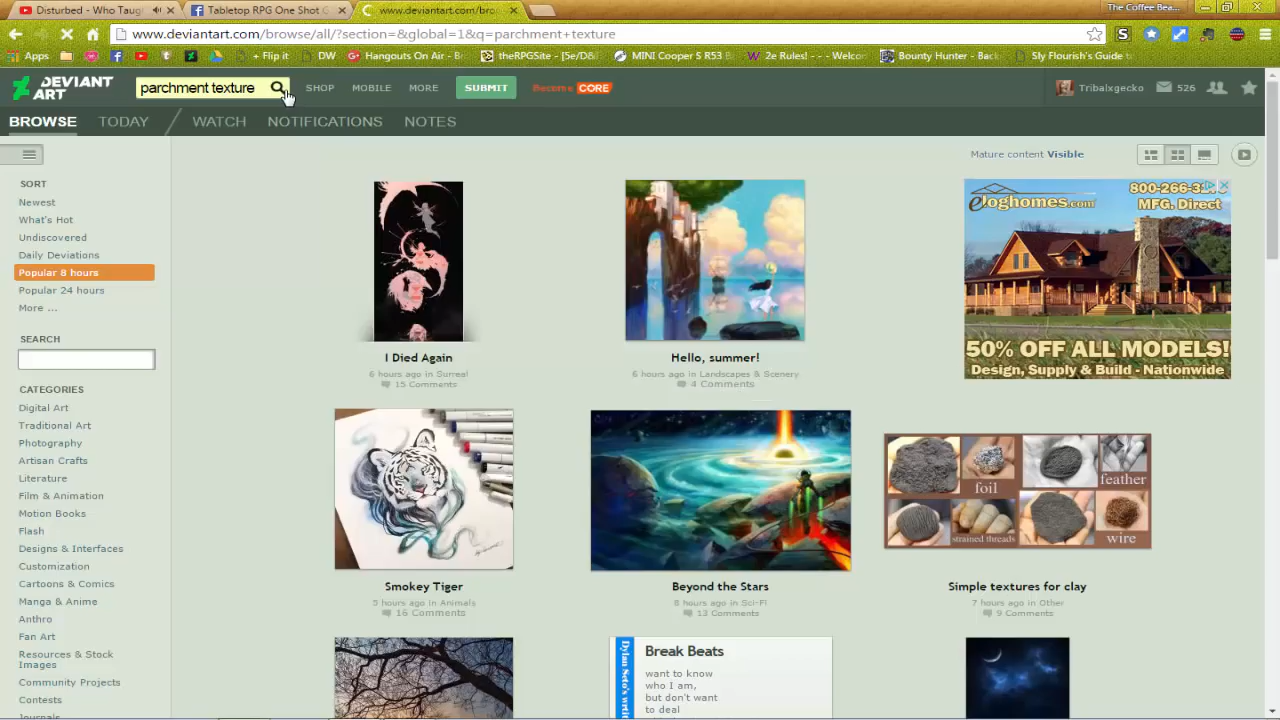 Disturbed - Who Taug
Tabletop RPG One Shot G
www.deviantart.com/bro
The Coffee Bea
www.deviantart.com/browse/all/?section=&global=1&q=parchment+texture
Apps
+ Flip it
DW
Hangouts On Air -
theRPGSite - [5e/D&
MINI Cooper S R53 B
2e Rules! - - - Welcom
Bounty Hunter - Back
Sly Flourish's Guide t
DEVIANT
ART
parchment texture
SHOP
MOBILE
MORE
SUBMIT
Become CORE
Tribalxgecko
526
BROWSE
TODAY
WATCH
NOTIFICATIONS
NOTES
Mature content Visible
SORT
Newest
What's Hot
Undiscovered
Daily Deviations
Popular 8 hours
Popular 24 hours
More ...
SEARCH
CATEGORIES
Digital Art
Traditional Art
Photography
Artisan Crafts
Literature
Film & Animation
Motion Books
Flash
Designs & Interfaces
Customization
Cartoons & Comics
Manga & Anime
Anthro
Fan Art
Resources & Stock
Images
Community Projects
Contests
Journals
I Died Again
6 hours ago in Surreal
15 Comments
Hello, summer!
6 hours ago in Landscapes & Scenery
4 Comments
eloghomes.com
800-266-3
MFG. Direct
50% OFF ALL MODELS!
Design, Supply & Build - Nationwide
Smokey Tiger
5 hours ago in Animals
16 Comments
Beyond the Stars
8 hours ago in Sci-Fi
13 Comments
foil
feather
strained threads
wire
Simple textures for clay
7 hours ago in Other
9 Comments
Dylan Seto's writi
Break Beats
want to know
who I am,
but don't want
to deal